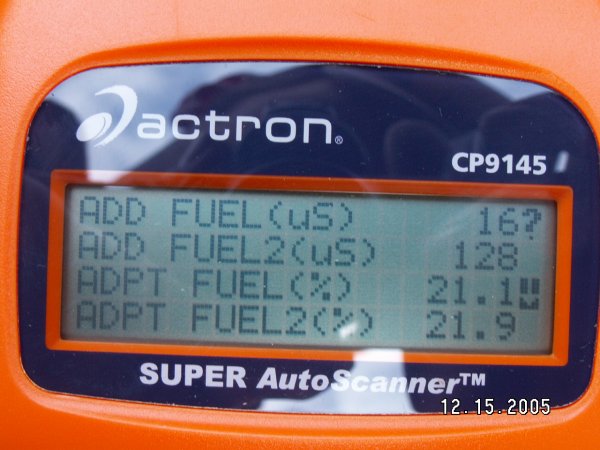 actron®
CP9145
ADD FUEL(uS) 16?
ADD FUEL2(uS) 128
ADPT FUEL(%) 21.1
ADPT FUEL2(%) 21.9
SUPER AutoScanner™
12.15.2005